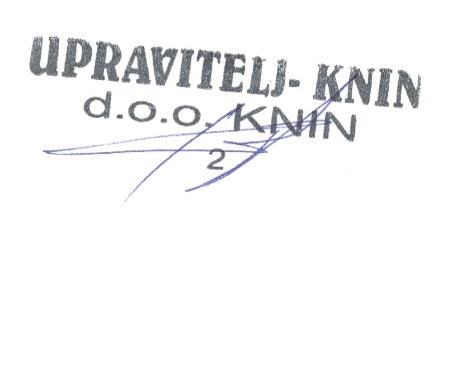 UPRAVITELJ - KNIN
d.o.o. KNIN
2